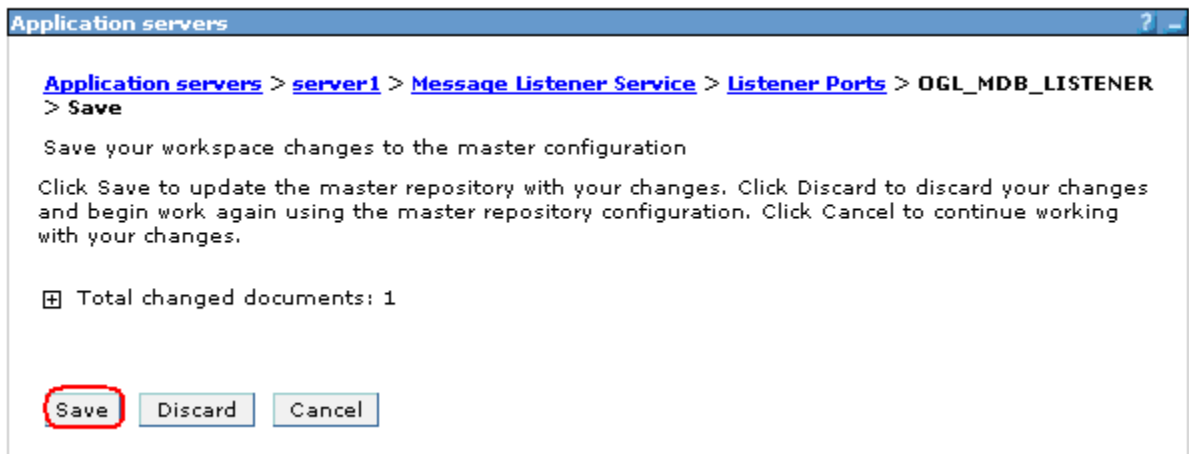 Application servers ? _
Application servers > server1 > Message Listener Service > Listener Ports > OGL_MDB_LISTENER
> Save
Save your workspace changes to the master configuration
Click Save to update the master repository with your changes. Click Discard to discard your changes
and begin work again using the master repository configuration. Click Cancel to continue working
with your changes.
+ Total changed documents: 1
Save Discard Cancel